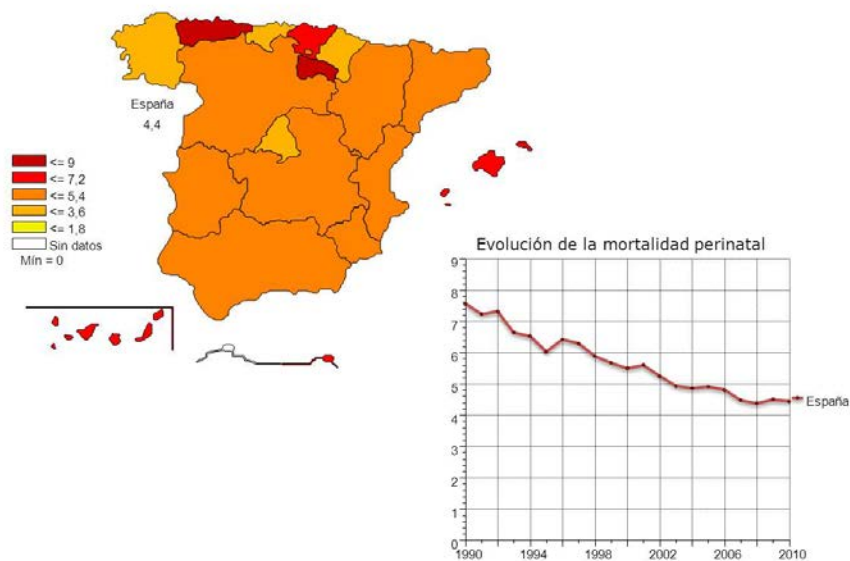 España
4,4
<= 9
<= 7,2
<= 5,4
<= 3,6
<= 1,8
Sin datos
Mín = 0
Evolución de la mortalidad perinatal
9
8
7
6
5
4
3
2
1
0
España
1990 1994 1998 2002 2006 2010